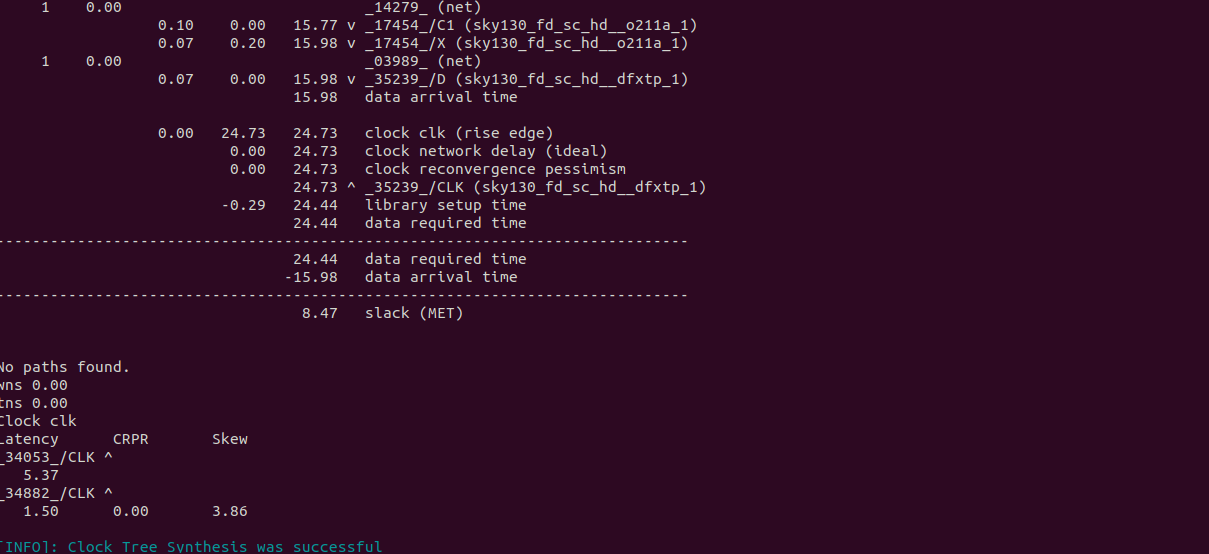 1    0.00                           _14279_ (net)
0.10    0.00   15.77 v _17454_/C1 (sky130_fd_sc_hd__o211a_1)
0.07    0.20   15.98 v _17454_/X (sky130_fd_sc_hd__o211a_1)
1    0.00                           _03989_ (net)
0.07    0.00   15.98 v _35239_/D (sky130_fd_sc_hd__dfxtp_1)
15.98   data arrival time
0.00   24.73   24.73   clock clk (rise edge)
0.00   24.73   clock network delay (ideal)
0.00   24.73   clock reconvergence pessimism
24.73 ^ _35239_/CLK (sky130_fd_sc_hd__dfxtp_1)
-0.29   24.44   library setup time
24.44   data required time
-----------------------------------------------------------------------------
24.44   data required time
-15.98   data arrival time
-----------------------------------------------------------------------------
8.47   slack (MET)
No paths found.
wns 0.00
tns 0.00
Clock clk
Latency      CRPR       Skew
_34053_/CLK ^
5.37
_34882_/CLK ^
1.50      0.00       3.86
[INFO]: Clock Tree Synthesis was successful